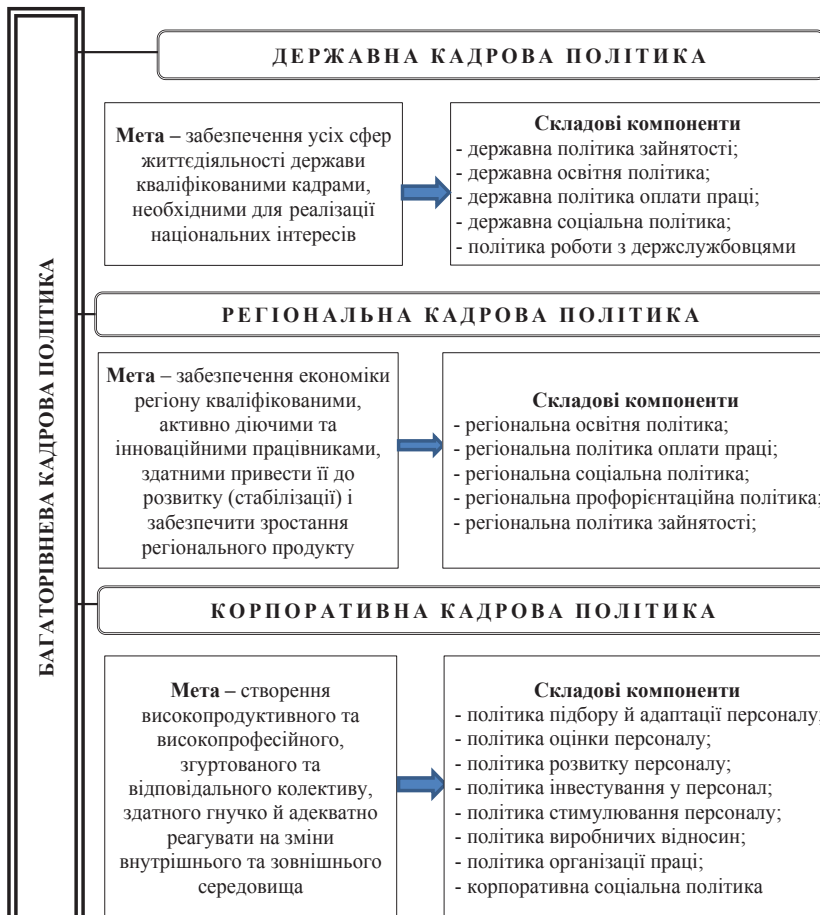 БАГАТОРІВНЕВА КАДРОВА ПОЛІТИКА
ДЕРЖАВНА КАДРОВА ПОЛІТИКА
Мета – забезпечення усіх сфер
життєдіяльності держави
кваліфікованими кадрами,
необхідними для реалізації
національних інтересів
Складові компоненти
- державна політика зайнятості;
- державна освітня політика;
- державна політика оплати праці;
- державна соціальна політика;
- політика роботи з держслужбовцями
РЕГІОНАЛЬНА КАДРОВА ПОЛІТИКА
Мета – забезпечення економіки
регіону кваліфікованими,
активно діючими та
інноваційними працівниками,
здатними привести її до
розвитку (стабілізації) і
забезпечити зростання
регіонального продукту
Складові компоненти
- регіональна освітня політика;
- регіональна політика оплати праці;
- регіональна соціальна політика;
- регіональна профорієнтаційна політика;
- регіональна політика зайнятості;
КОРПОРАТИВНА КАДРОВА ПОЛІТИКА
Мета – створення
високопродуктивного та
високопрофесійного,
згуртованого та
відповідального колективу,
здатного гнучко й адекватно
реагувати на зміни
внутрішнього та зовнішнього
середовища
Складові компоненти
- політика підбору й адаптації персоналу;
- політика оцінки персоналу;
- політика розвитку персоналу;
- політика інвестування у персонал;
- політика стимулювання персоналу;
- політика виробничих відносин;
- політика організації праці;
- корпоративна соціальна політика